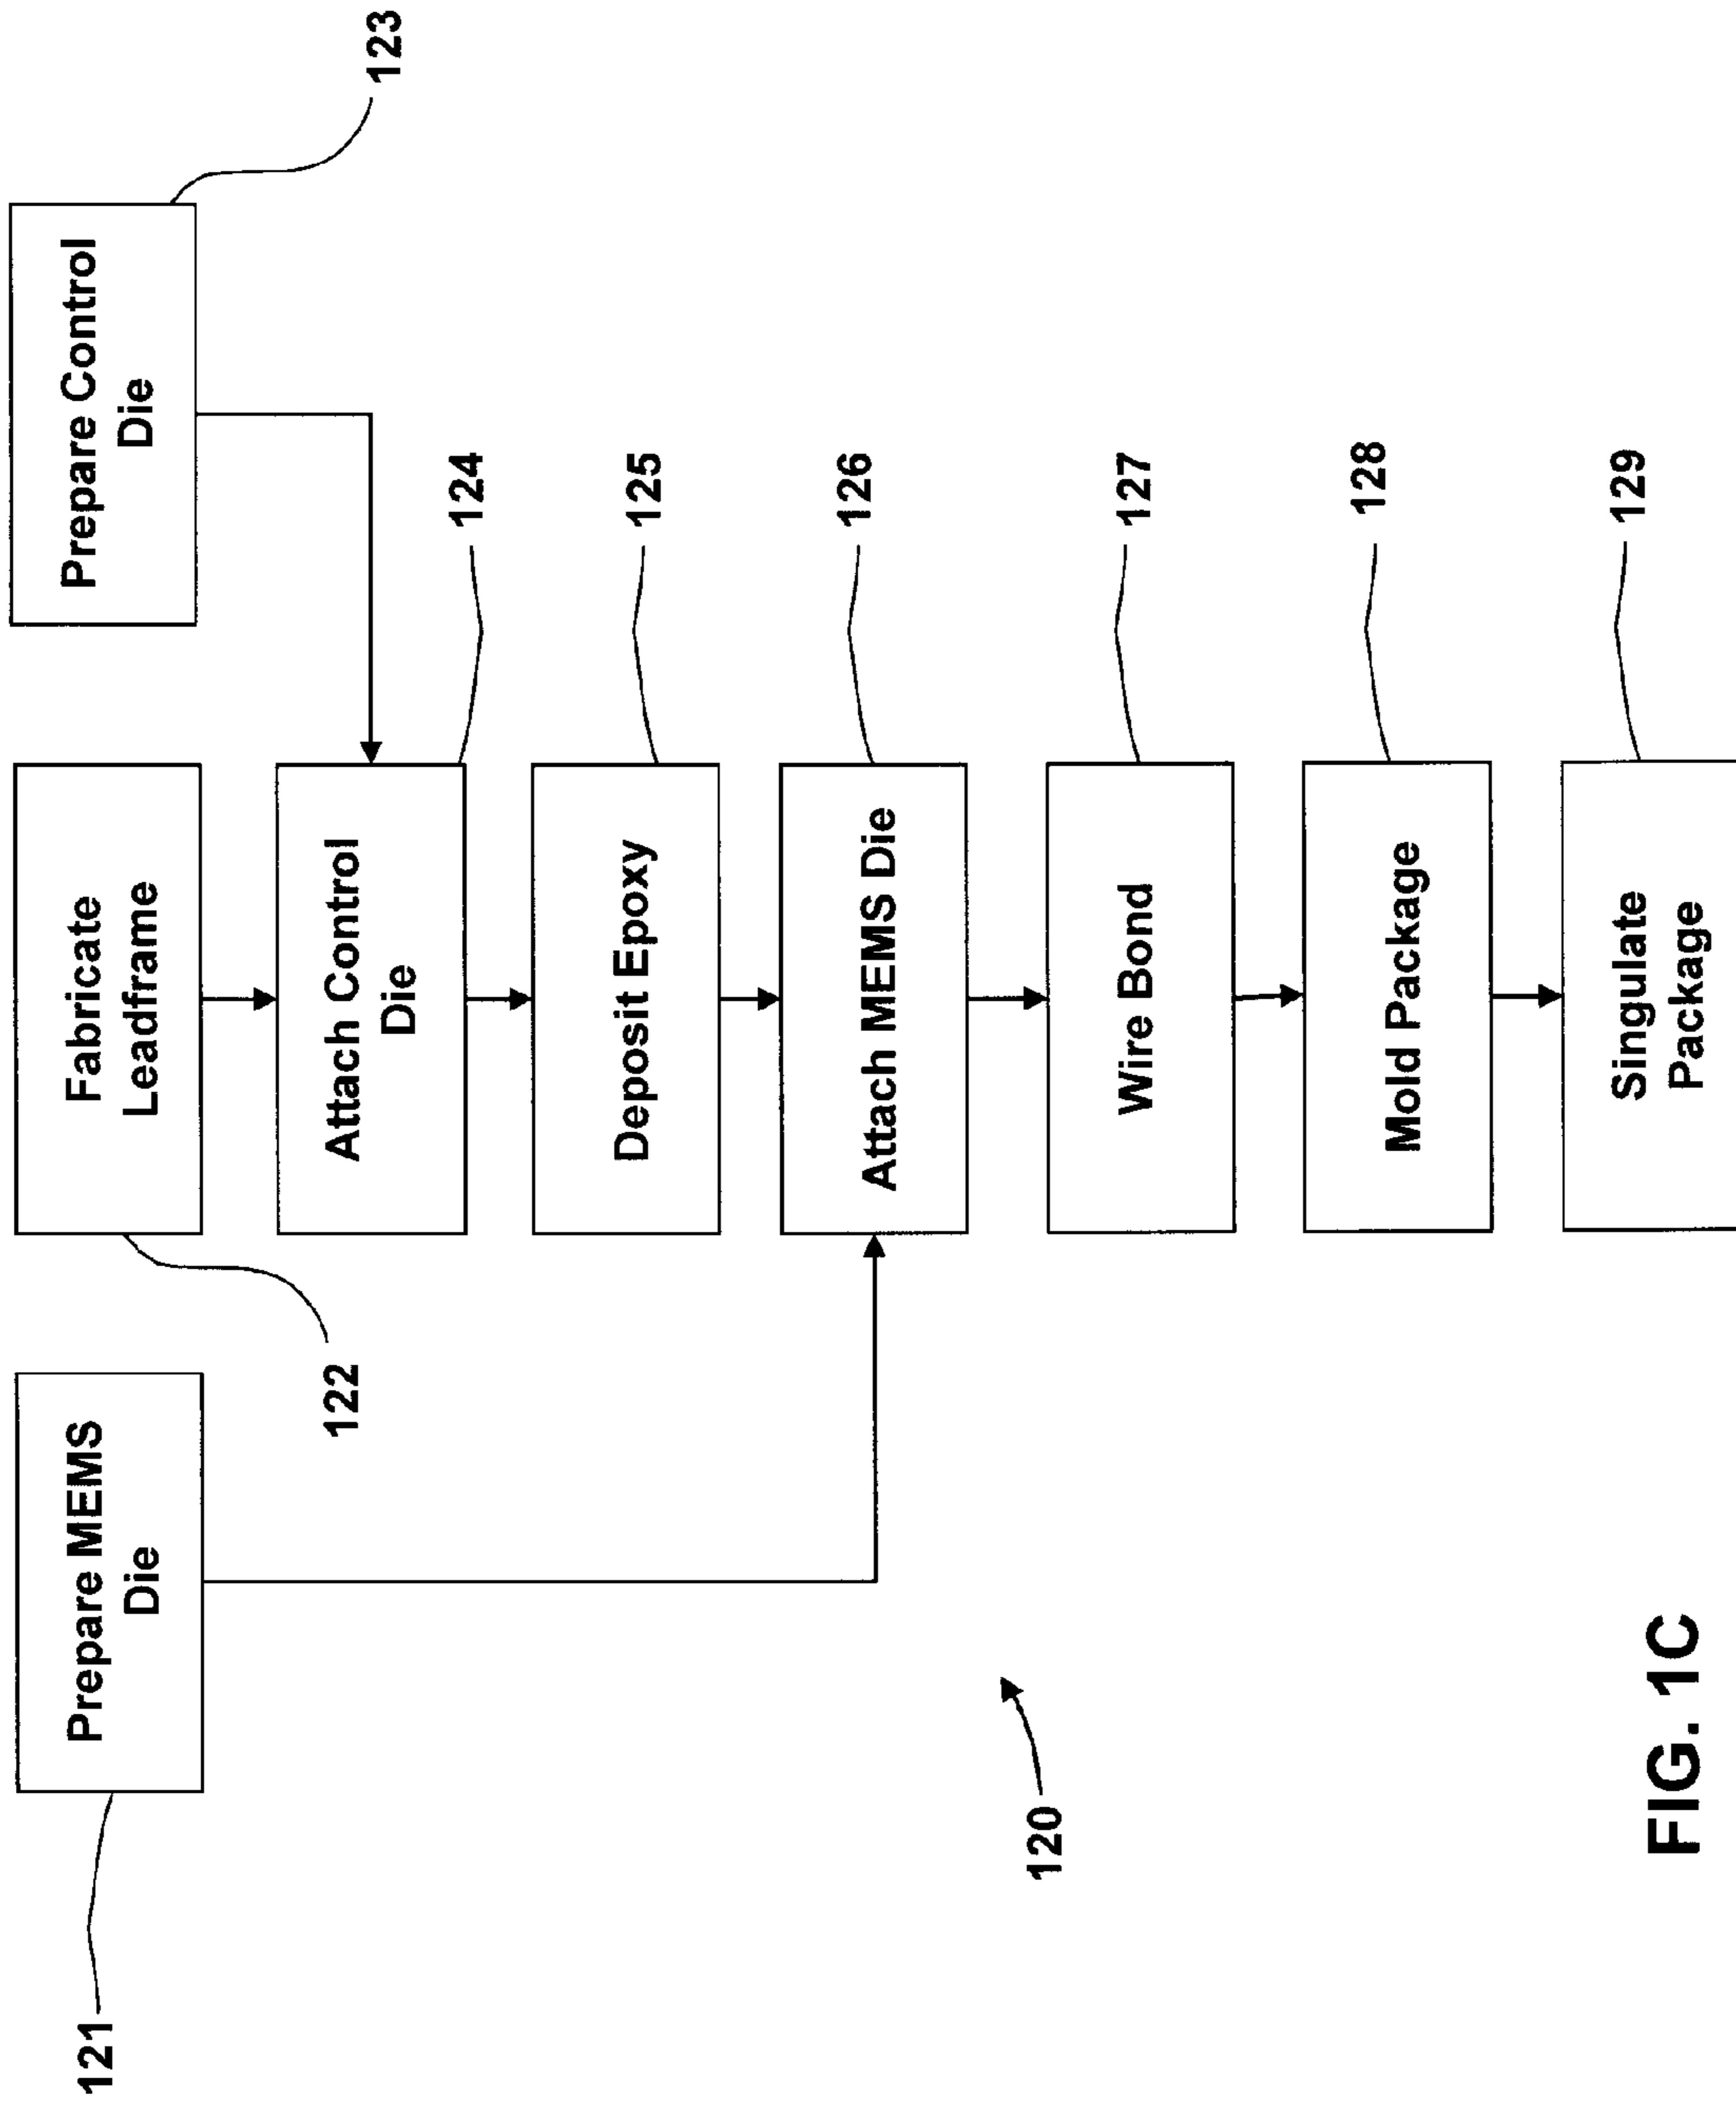 121
Prepare MEMS
Die
122
Fabricate
Leadframe
Prepare Control
Die
123
Attach Control
Die
124
Deposit Epoxy
125
Attach MEMS Die
126
120
Wire Bond
127
Mold Package
128
Singulate
Package
129
FIG. 1C